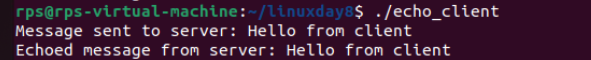 rps@rps-virtual-machine:~/linuxday8$ ./echo_client
Message sent to server: Hello from client
Echoed message from server: Hello from client